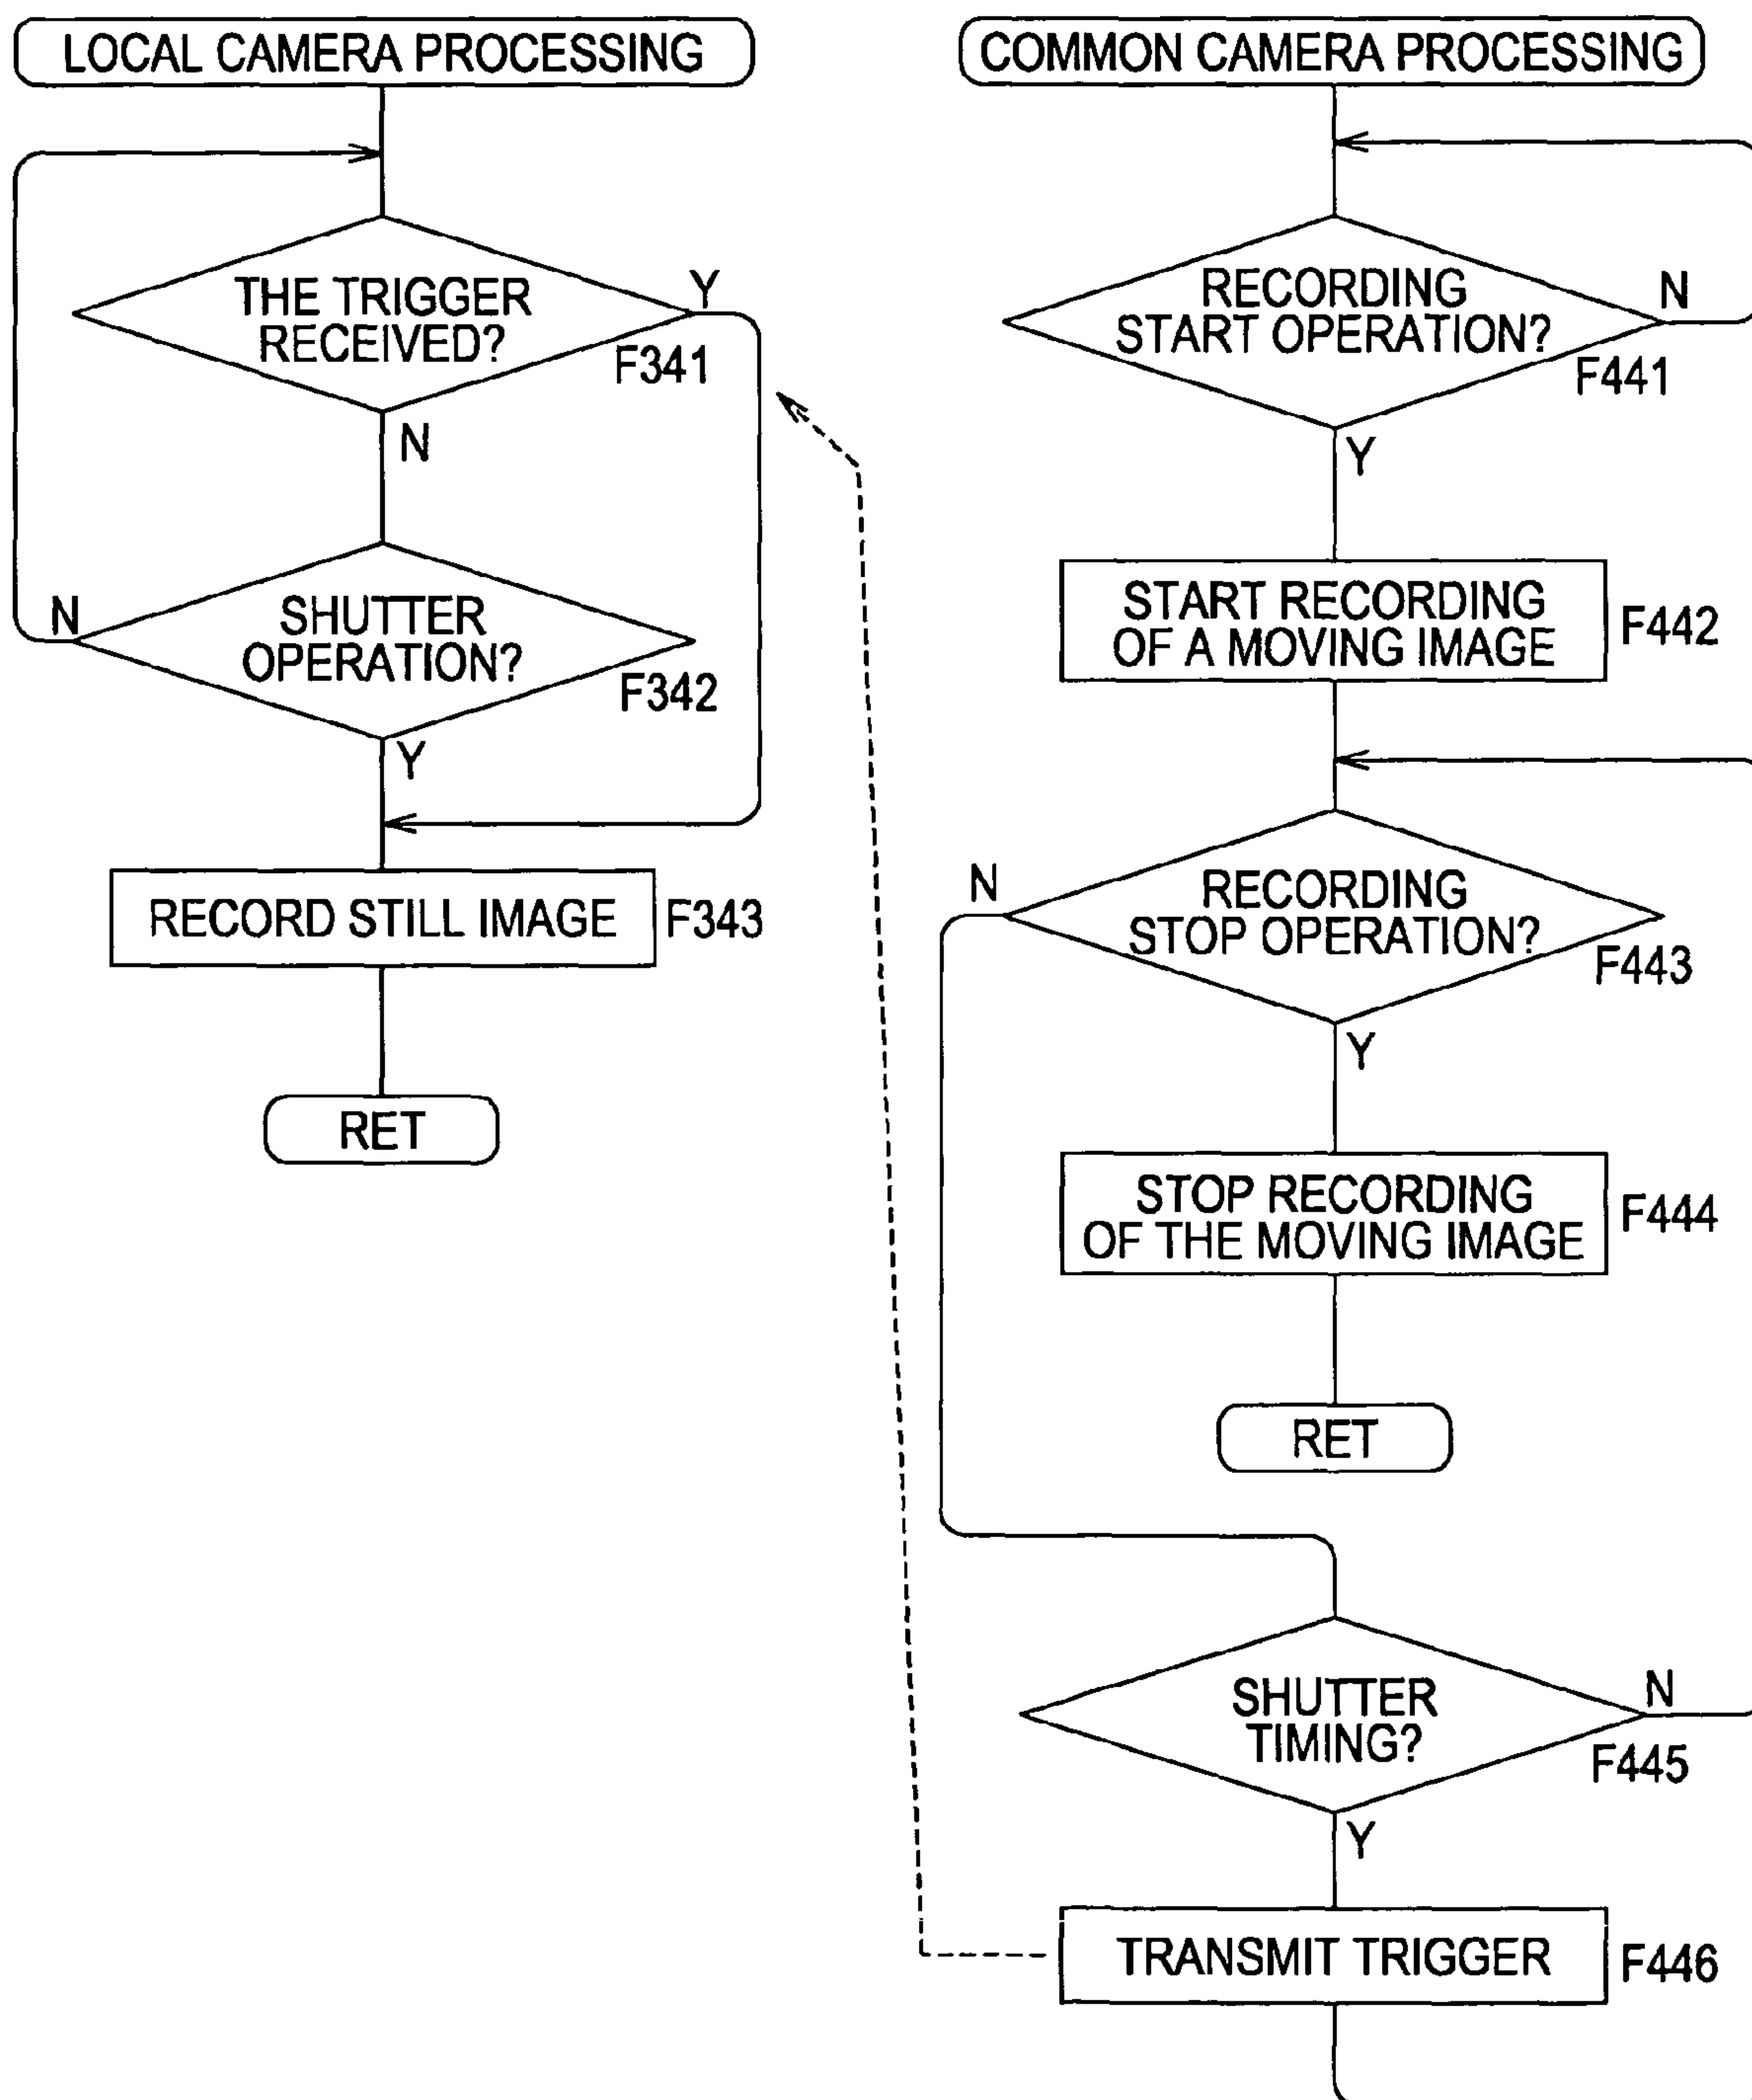 LOCAL CAMERA PROCESSING
THE TRIGGER
RECEIVED?
Y
F341
N
SHUTTER
OPERATION?
N
F342
Y
RECORD STILL IMAGE
F343
RET
COMMON CAMERA PROCESSING
RECORDING
START OPERATION?
N
F441
Y
START RECORDING
OF A MOVING IMAGE
F442
RECORDING
STOP OPERATION?
N
F443
Y
STOP RECORDING
OF THE MOVING IMAGE
F444
RET
SHUTTER
TIMING?
N
F445
Y
TRANSMIT TRIGGER
F446